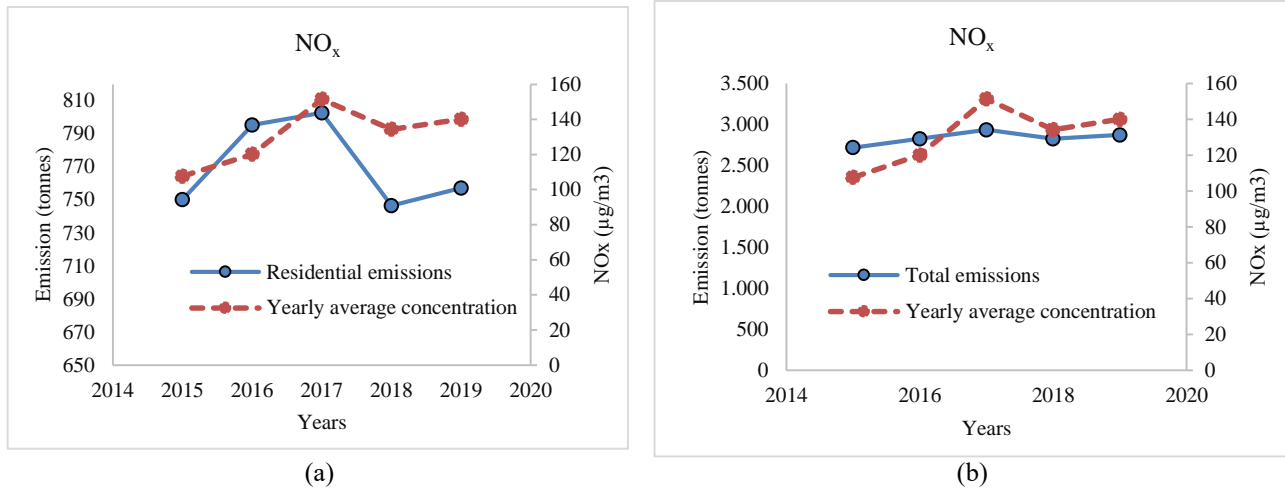 NOx
Emission (tonnes)
810
790
770
750
730
710
690
670
650
160
140
120
100
80
60
40
20
0
NOx (µg/m3)
Residential emissions
Yearly average concentration
2014 2015 2016 2017 2018 2019 2020
Years
(a)
NOx
Emission (tonnes)
3.500
3.000
2.500
2.000
1.500
1.000
500
0
160
140
120
100
80
60
40
20
0
NOx (µg/m3)
Total emissions
Yearly average concentration
2014 2016 2018 2020
Years
(b)